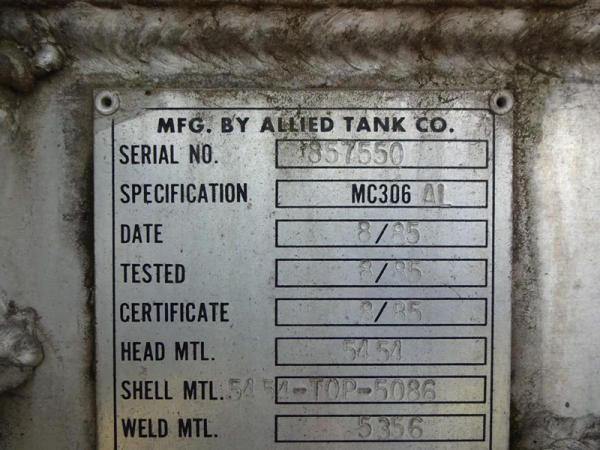 MFG. BY ALLIED TANK CO.
SERIAL NO. 857550
SPECIFICATION MC306 AL
DATE 8/85
TESTED 8/85
CERTIFICATE 8/85
HEAD MTL. 5454
SHELL MTL. 5454-TOP-5086
WELD MTL. 5356